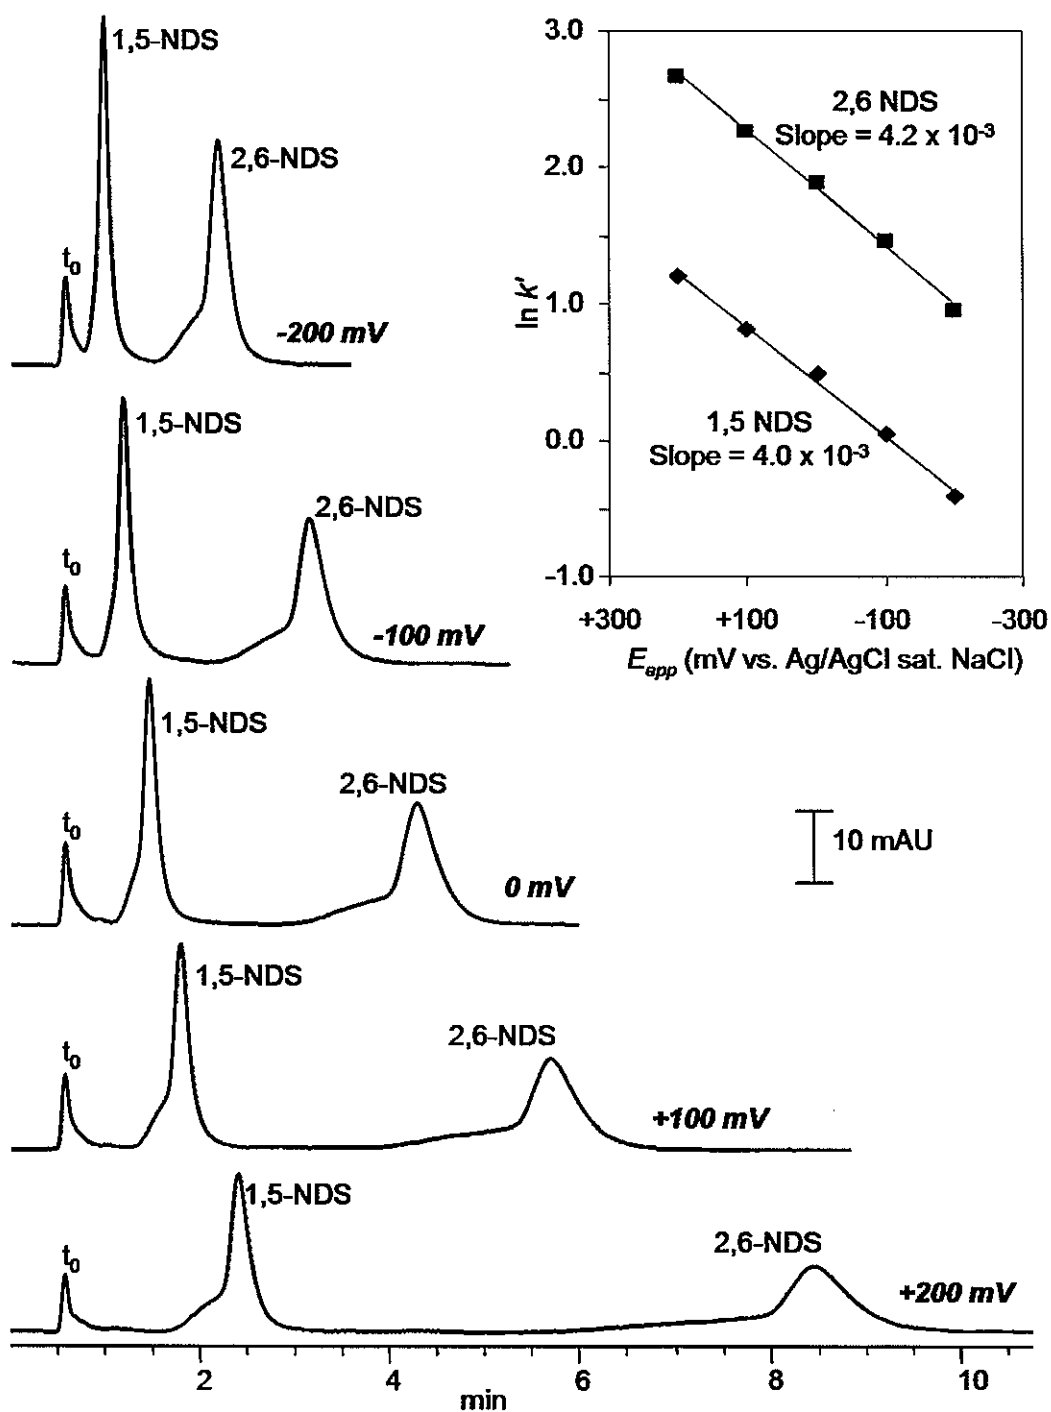 1,5-NDS
2,6-NDS
t₀
-200 mV
3.0
2.0
1.0
0.0
-1.0
ln k'
2,6 NDS
Slope = 4.2 x 10⁻³
1,5 NDS
Slope = 4.0 x 10⁻³
+300
+100
-100
-300
E_app (mV vs. Ag/AgCl sat. NaCl)
1,5-NDS
2,6-NDS
t₀
-100 mV
1,5-NDS
2,6-NDS
t₀
0 mV
10 mAU
1,5-NDS
2,6-NDS
t₀
+100 mV
1,5-NDS
2,6-NDS
t₀
+200 mV
2
4
6
8
10
min